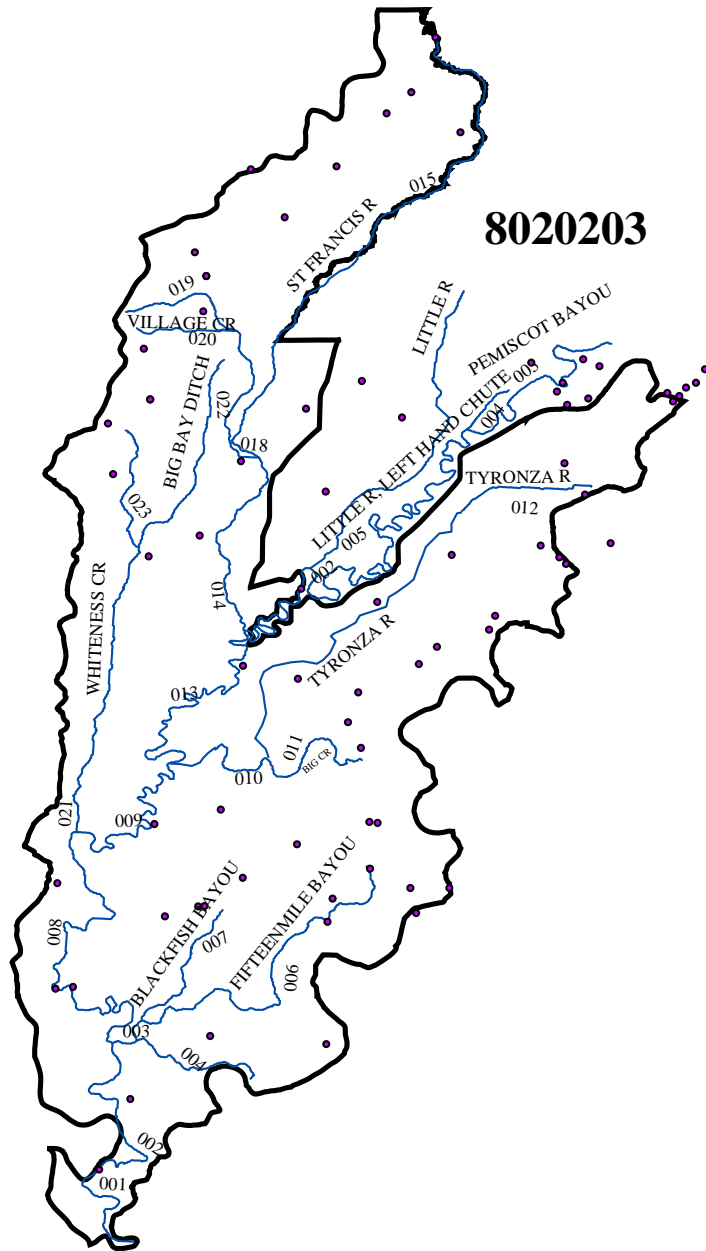 015
8020203
ST FRANCIS R
019
LITTLE R
VILLAGE CR
020
PEMISCOT BAYOU
003
BIG BAY DITCH
022
004
018
LITTLE R, LEFT HAND CHUTE
TYRONZA R
012
023
005
002
014
WHITENESS CR
TYRONZA R
013
011
BIG CR
010
021
009
BLACKFISH BAYOU
FIFTEENMILE BAYOU
008
007
006
003
004
002
001